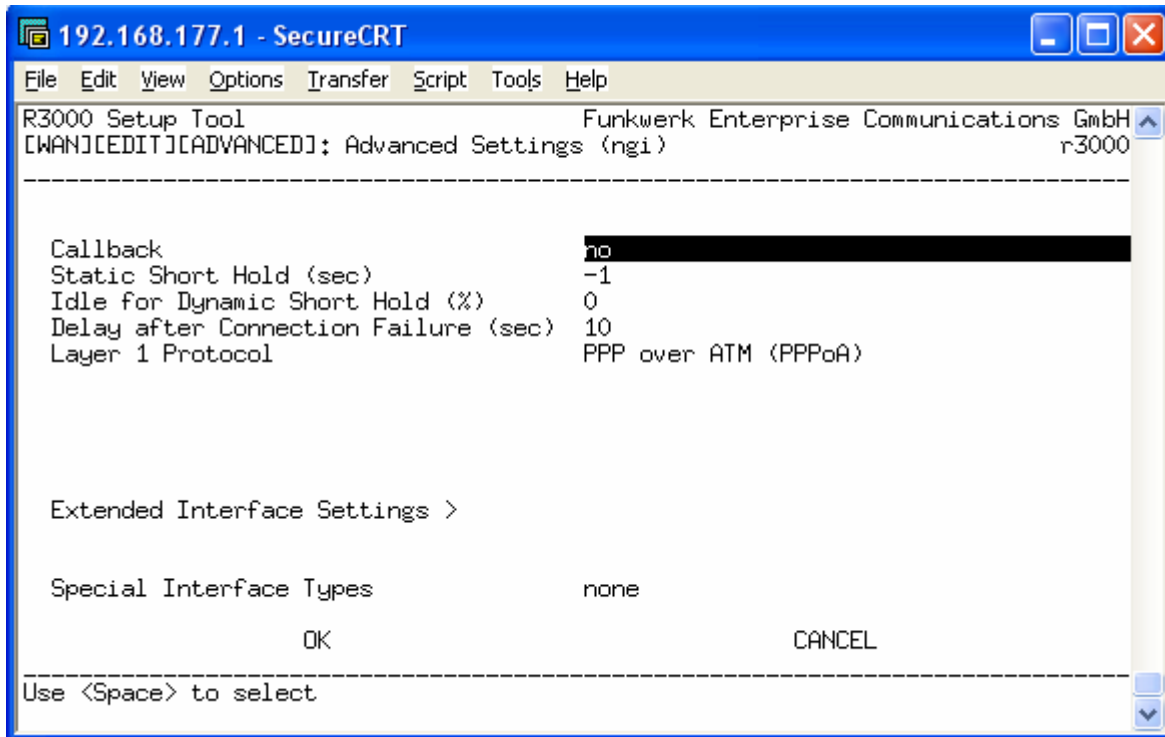 192.168.177.1 - SecureCRT
File Edit View Options Transfer Script Tools Help
R3000 Setup Tool Funkwerk Enterprise Communications GmbH
[WAN][EDIT][ADVANCED]: Advanced Settings (ngi) r3000
Callback no
Static Short Hold (sec) -1
Idle for Dynamic Short Hold (%) 0
Delay after Connection Failure (sec) 10
Layer 1 Protocol PPP over ATM (PPPoA)
Extended Interface Settings >
Special Interface Types none
OK CANCEL
Use <Space> to select